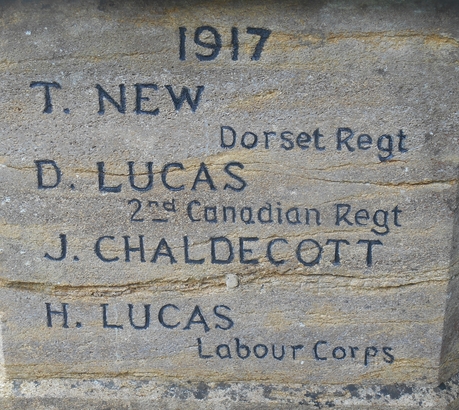 1917
T. NEW
Dorset Regt
D. LUCAS
2nd Canadian Regt
J. CHALDECOTT
H. LUCAS
Labour Corps